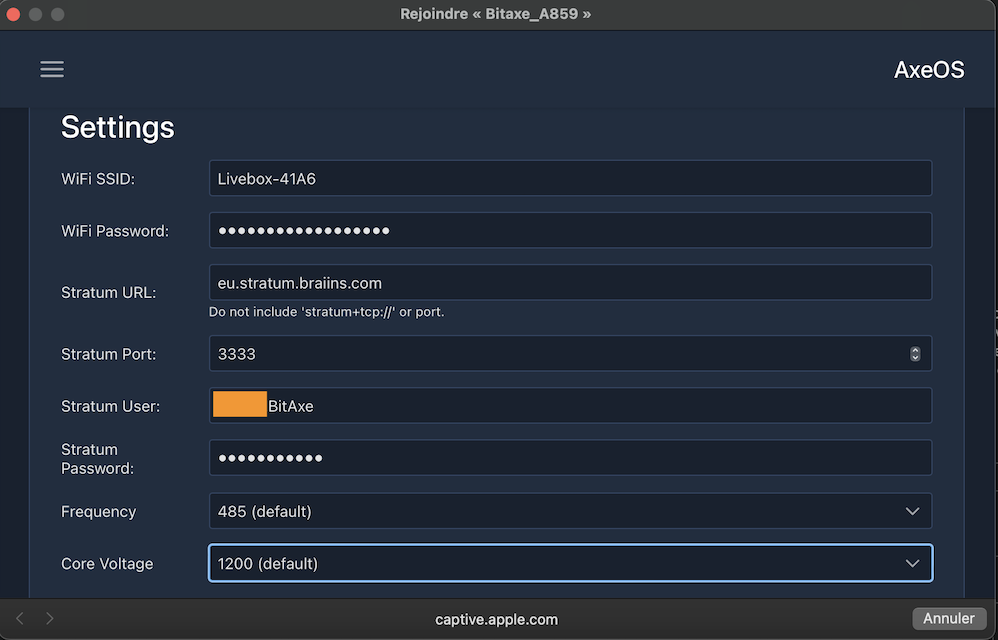 Rejoindre « Bitaxe_A859 »
AxeOS
Settings
WiFi SSID: Livebox-41A6
WiFi Password: ••••••••••••••••••
Stratum URL: eu.stratum.braiins.com
Do not include 'stratum+tcp://' or port.
Stratum Port: 3333
Stratum User: BitAxe
Stratum
Password: •••••••••••
Frequency 485 (default)
Core Voltage 1200 (default)
captive.apple.com
Annuler